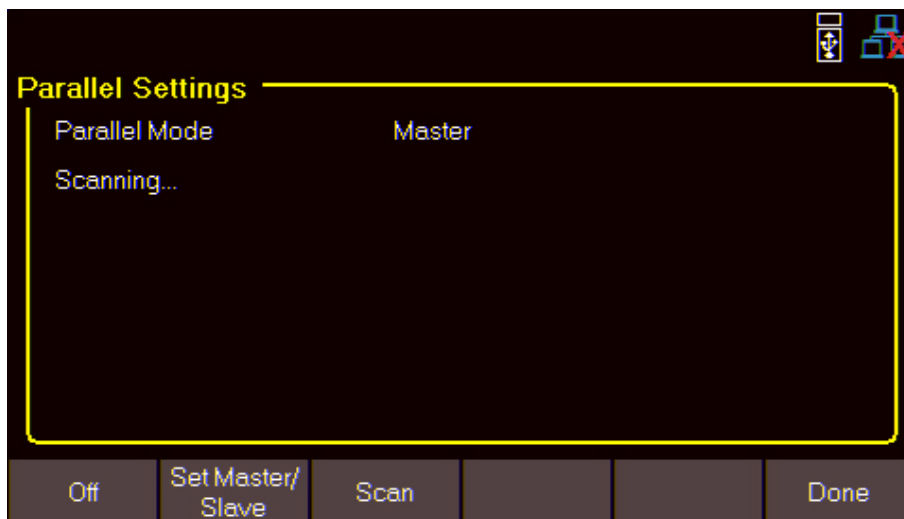 Parallel Settings
Parallel Mode Master
Scanning...
Off
Set Master/
Slave
Scan
Done